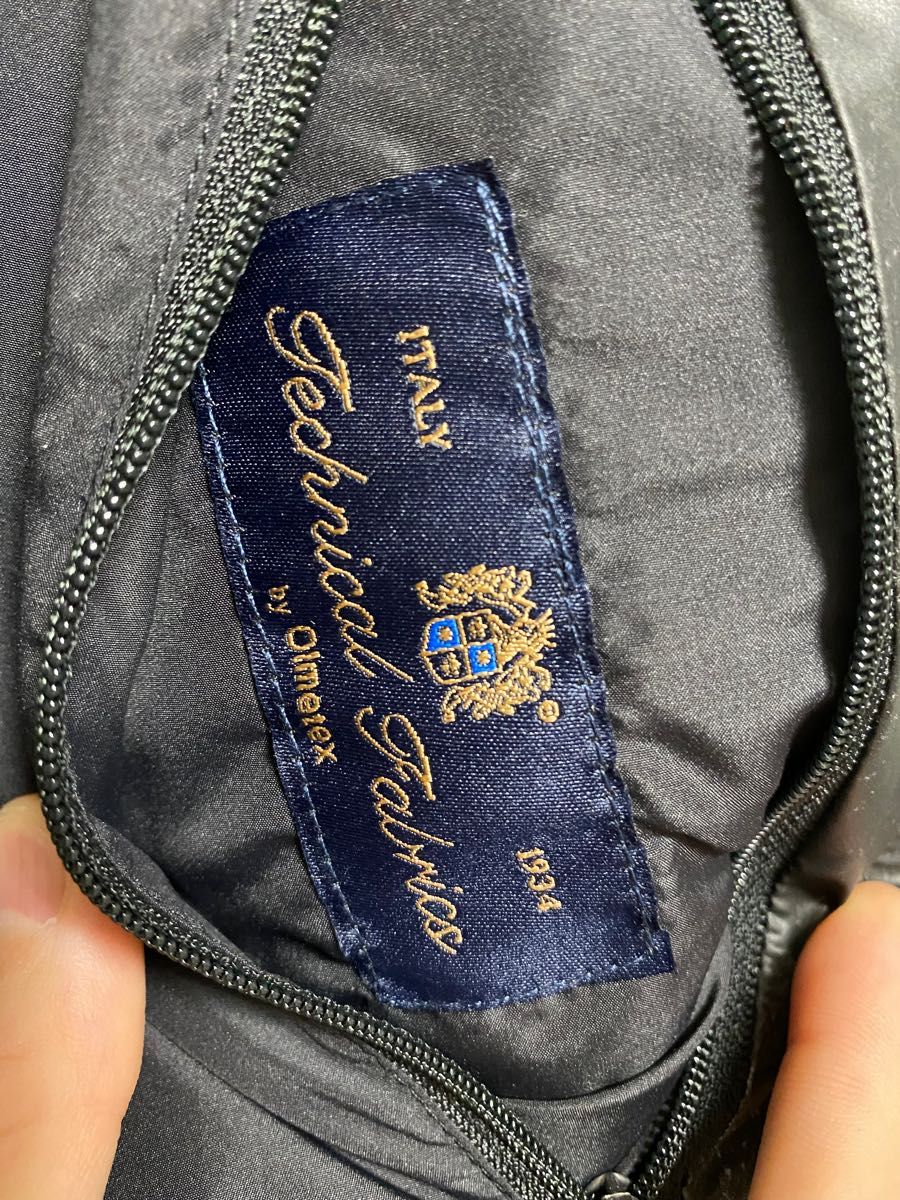 ITALY 1934
Technical Fabrics
by Olmetex